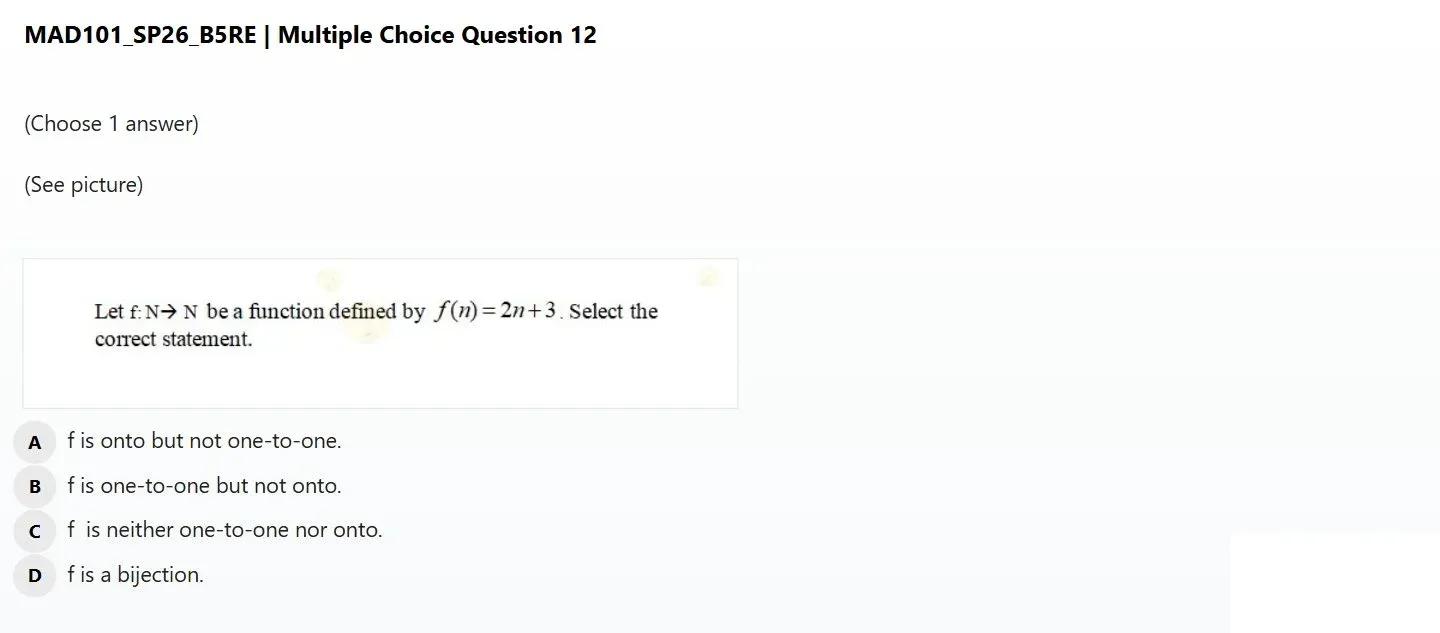 MAD101_SP26_B5RE | Multiple Choice Question 12
(Choose 1 answer)
(See picture)
Let f: N→ N be a function defined by f(n) = 2n+3. Select the
correct statement.
A f is onto but not one-to-one.
B f is one-to-one but not onto.
C f is neither one-to-one nor onto.
D f is a bijection.